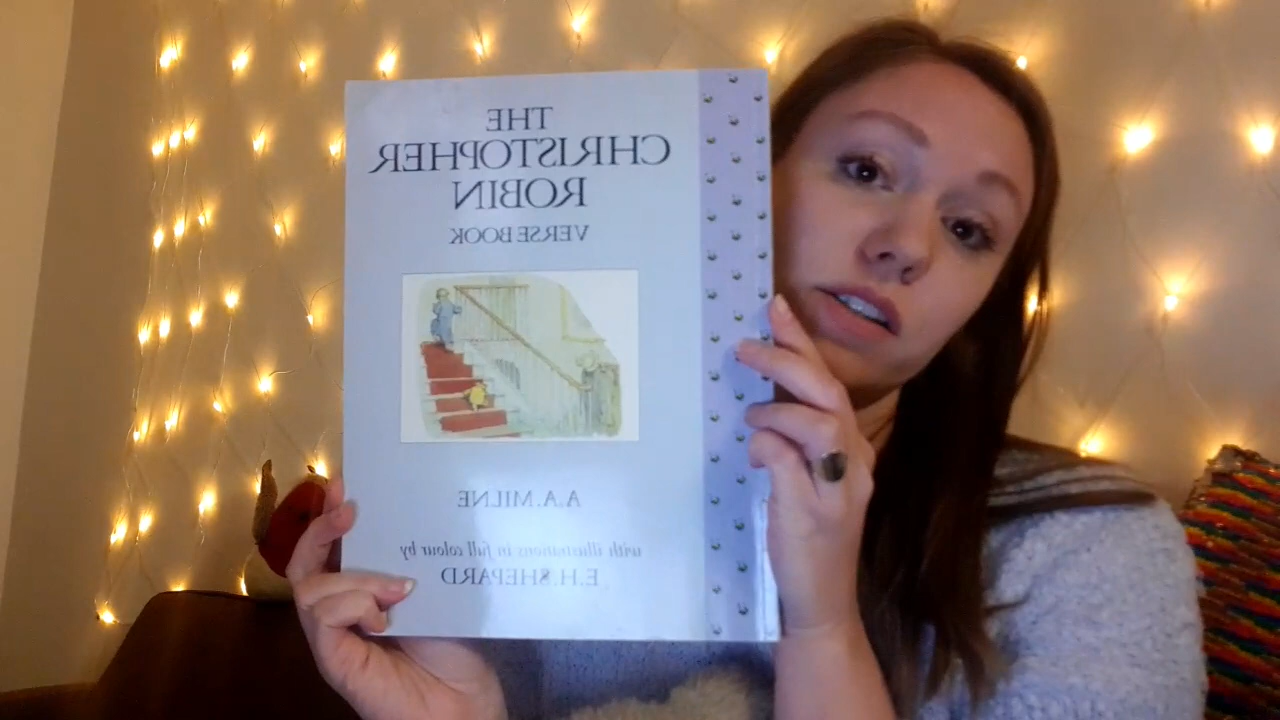 THE
CHRISTOPHER
ROBIN
VERSE BOOK
A.A.MILNE
with illustrations in full colour by
E.H.SHEPARD